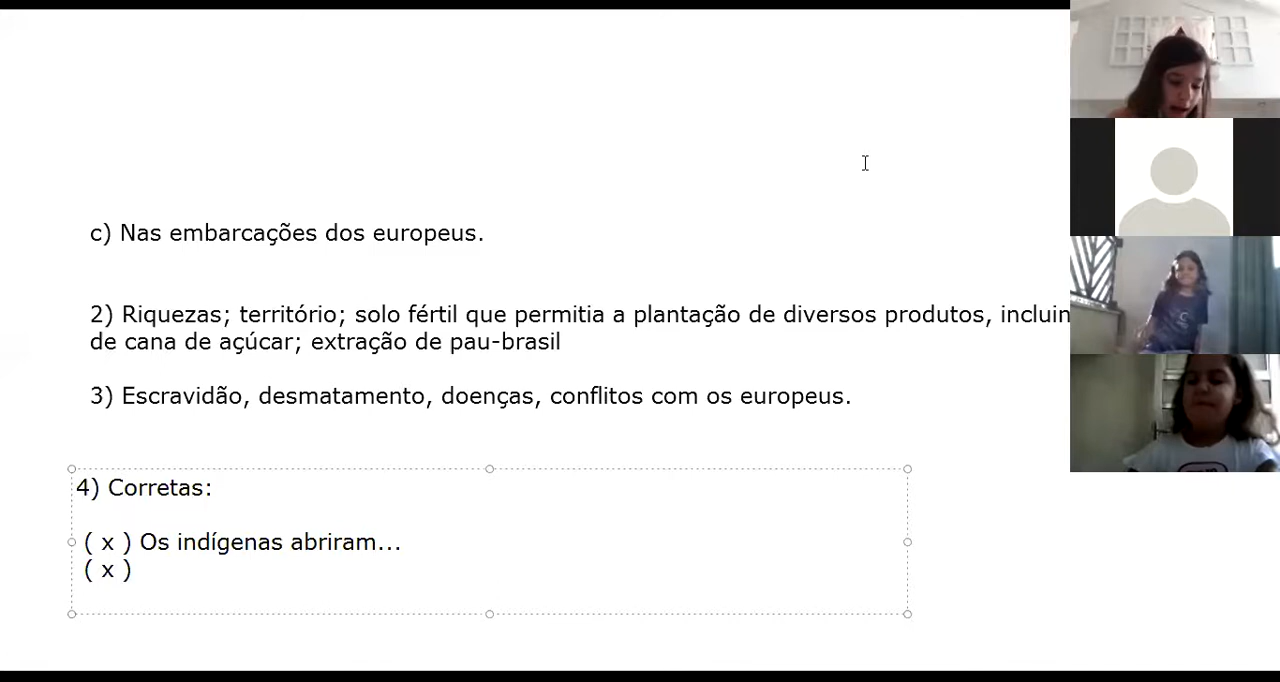 c) Nas embarcações dos europeus.
2) Riquezas; território; solo fértil que permitia a plantação de diversos produtos, incluin
de cana de açúcar; extração de pau-brasil
3) Escravidão, desmatamento, doenças, conflitos com os europeus.
4) Corretas:
( x ) Os indígenas abriram...
( x )